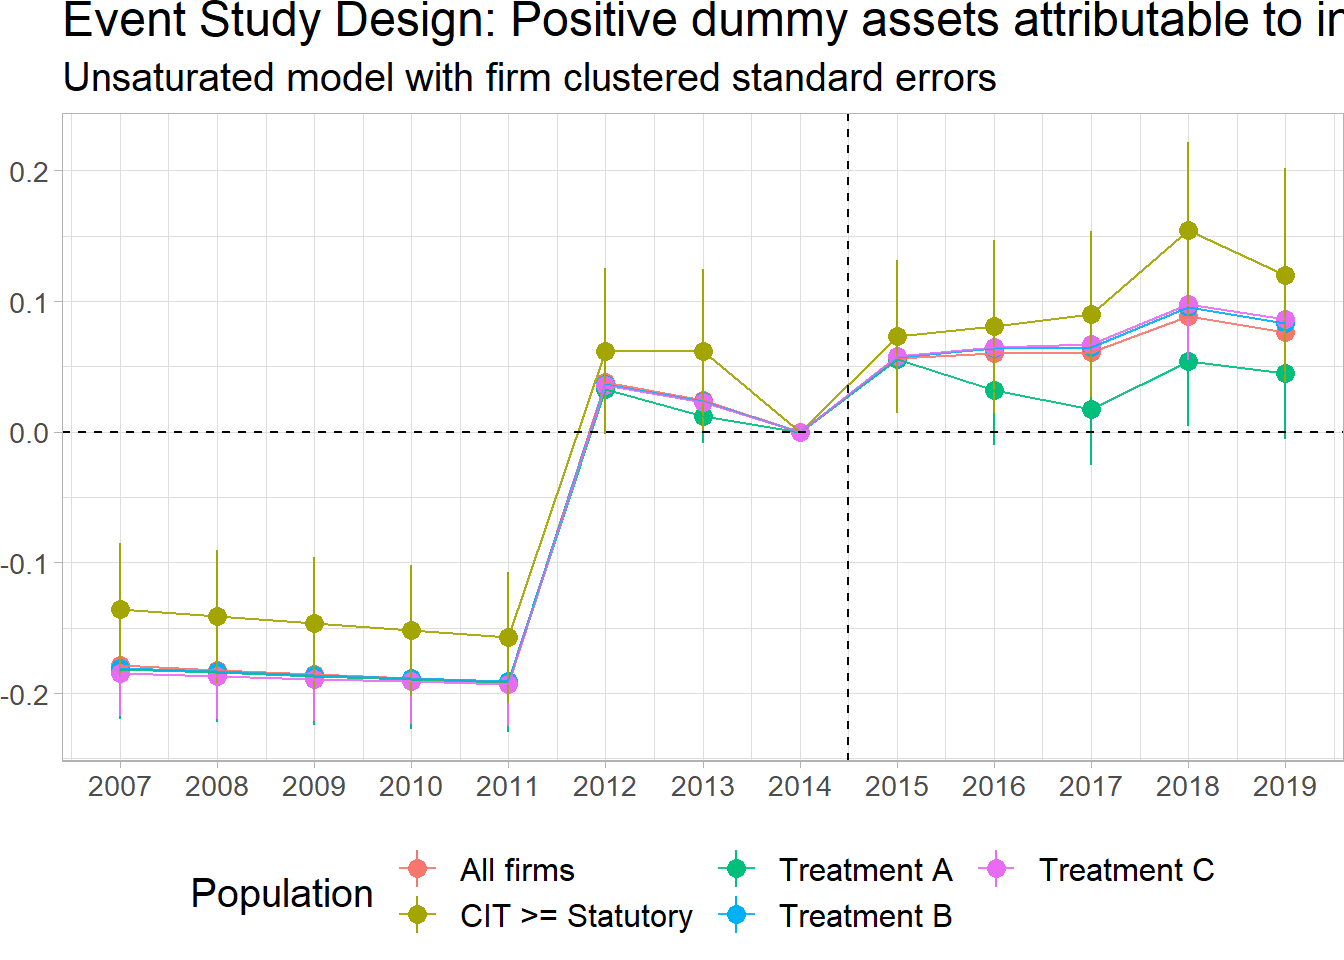 Event Study Design: Positive dummy assets attributable to in
Unsaturated model with firm clustered standard errors
0.2
0.1
0.0
-0.1
-0.2
2007 2008 2009 2010 2011 2012 2013 2014 2015 2016 2017 2018 2019
Population
All firms Treatment A Treatment C
CIT >= Statutory Treatment B